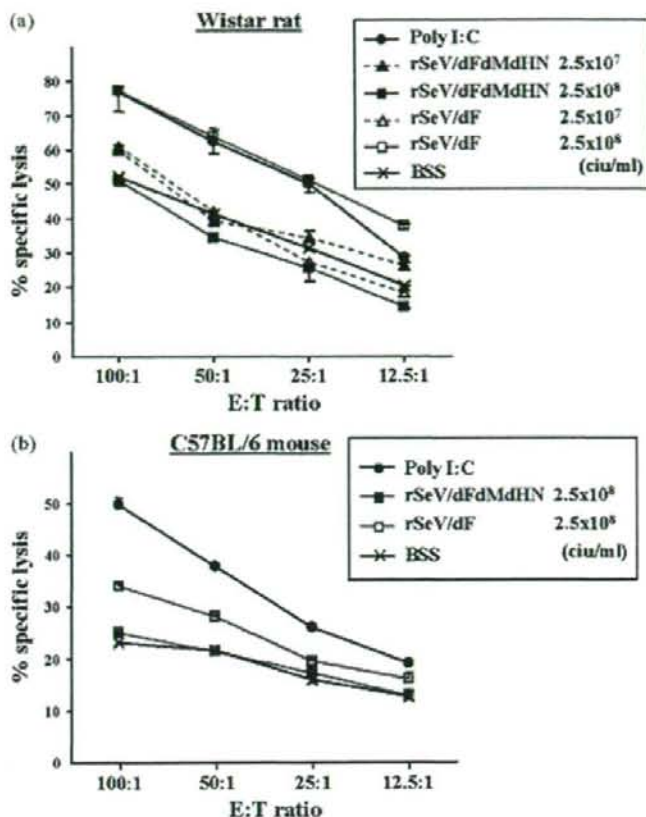 (a) Wistar rat
Poly I:C
rSeV/dFdMdHN 2.5x10⁷
rSeV/dFdMdHN 2.5x10⁸
rSeV/dF 2.5x10⁷
rSeV/dF 2.5x10⁸
BSS (ciu/ml)
% specific lysis
80
70
60
50
40
30
20
10
0
100:1 50:1 25:1 12.5:1
E:T ratio
(b) C57BL/6 mouse
Poly I:C
rSeV/dFdMdHN 2.5x10⁸
rSeV/dF 2.5x10⁸
BSS (ciu/ml)
% specific lysis
50
40
30
20
10
0
100:1 50:1 25:1 12.5:1
E:T ratio